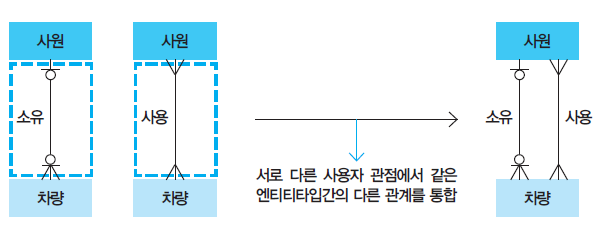 사원
사원
사원
소유
사용
소유
사용
서로 다른 사용자 관점에서 같은
엔티티타입간의 다른 관계를 통합
차량
차량
차량